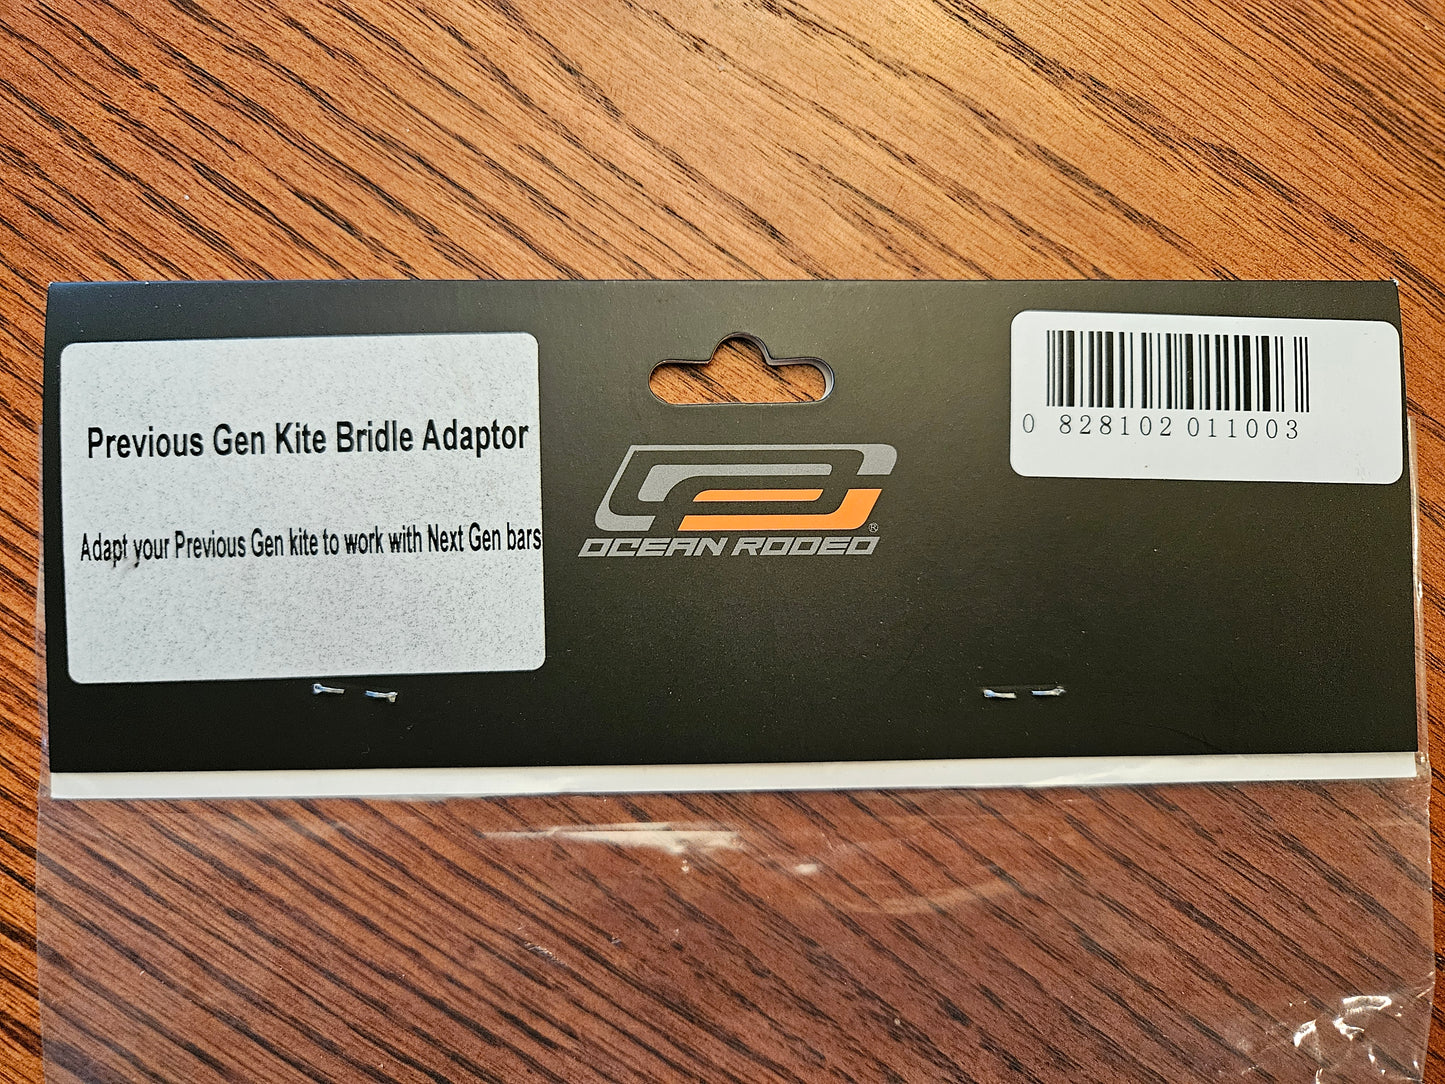 Previous Gen Kite Bridle Adaptor
Adapt your Previous Gen kite to work with Next Gen bars
OCEAN RODEO®
0 828102 011003